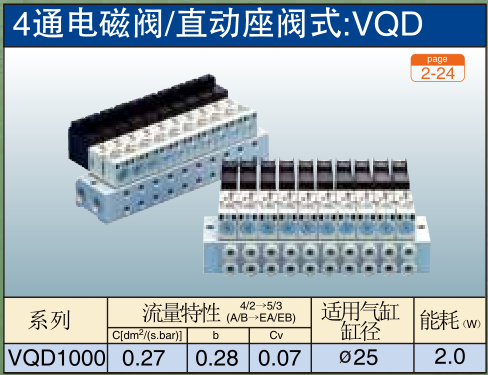 4通电磁阀/直动座阀式:VQD
page
2-24
系列 流量特性 4/2→5/3 (A/B→EA/EB) 适用气缸缸径 能耗(W)
C[dm²/(s.bar)] b Cv
VQD1000 0.27 0.28 0.07 Ø25 2.0